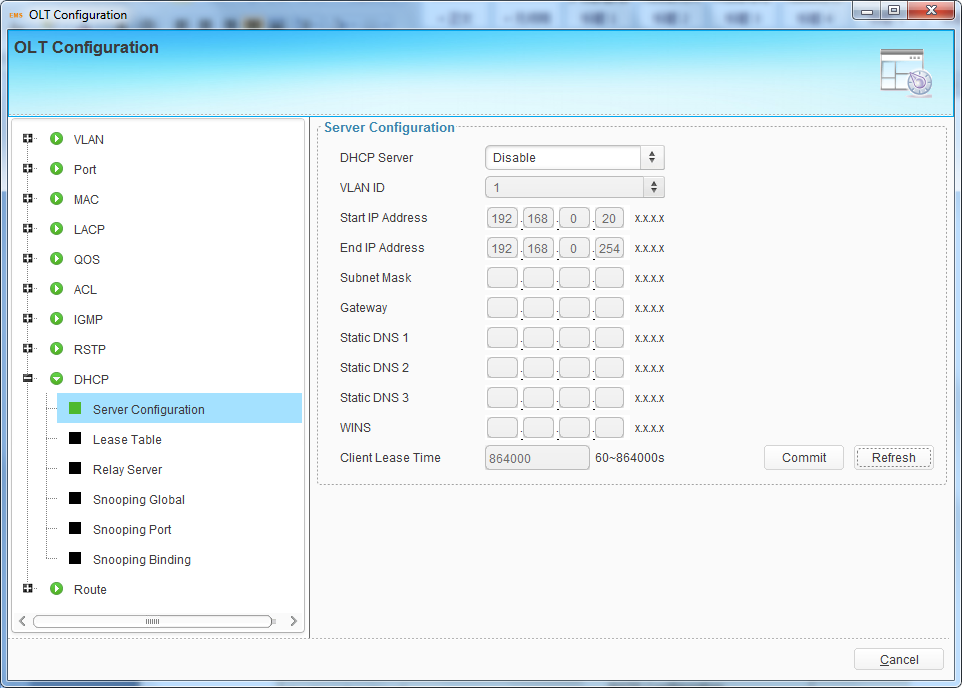 EMS OLT Configuration
OLT Configuration
VLAN
Port
MAC
LACP
QOS
ACL
IGMP
RSTP
DHCP
Server Configuration
Lease Table
Relay Server
Snooping Global
Snooping Port
Snooping Binding
Route
Server Configuration
DHCP Server Disable
VLAN ID 1
Start IP Address 192 . 168 . 0 . 20 x.x.x.x
End IP Address 192 . 168 . 0 . 254 x.x.x.x
Subnet Mask . . . x.x.x.x
Gateway . . . x.x.x.x
Static DNS 1 . . . x.x.x.x
Static DNS 2 . . . x.x.x.x
Static DNS 3 . . . x.x.x.x
WINS . . . x.x.x.x
Client Lease Time 864000 60~864000s Commit Refresh
Cancel